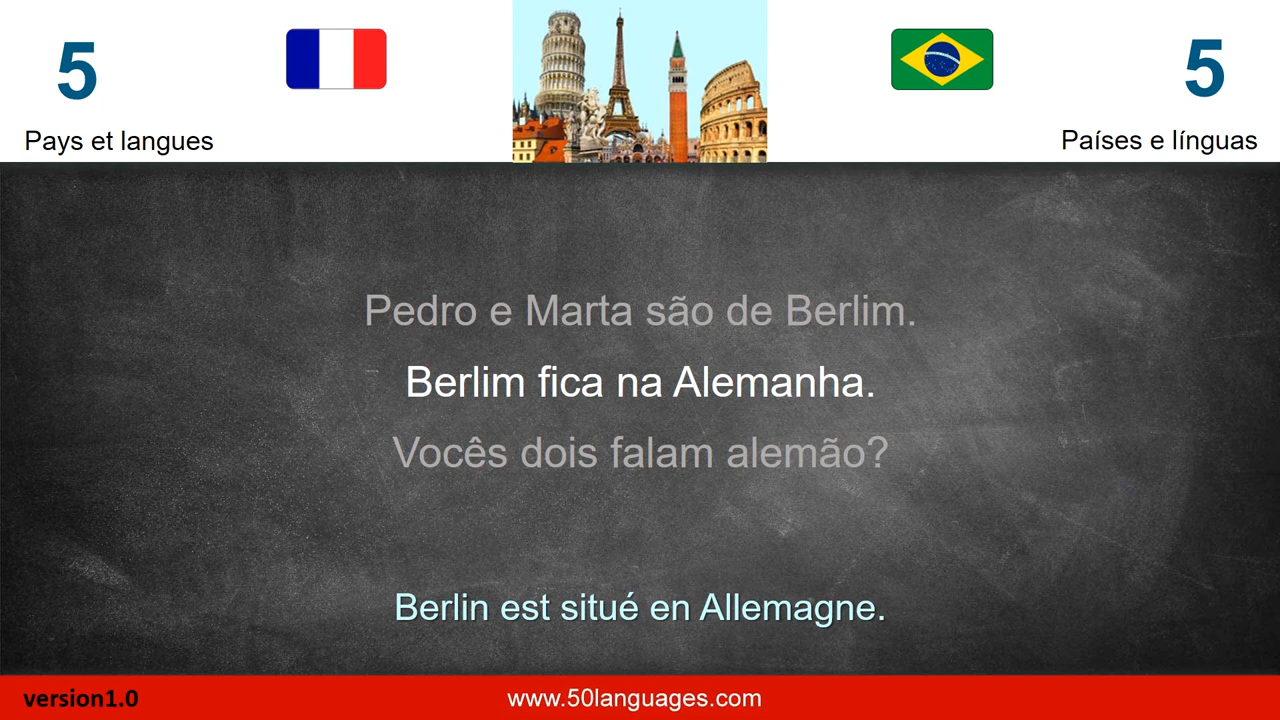 5
5
Pays et langues
Países e línguas
Pedro e Marta são de Berlim.
Berlim fica na Alemanha.
Vocês dois falam alemão?
Berlin est situé en Allemagne.
version1.0
www.50languages.com